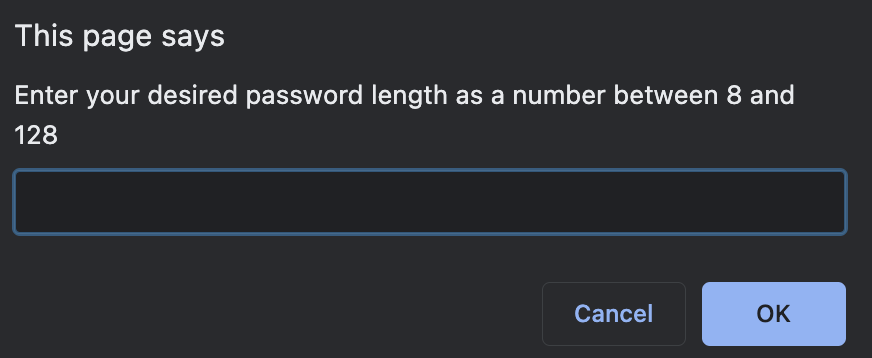 This page says
Enter your desired password length as a number between 8 and
128
Cancel
OK